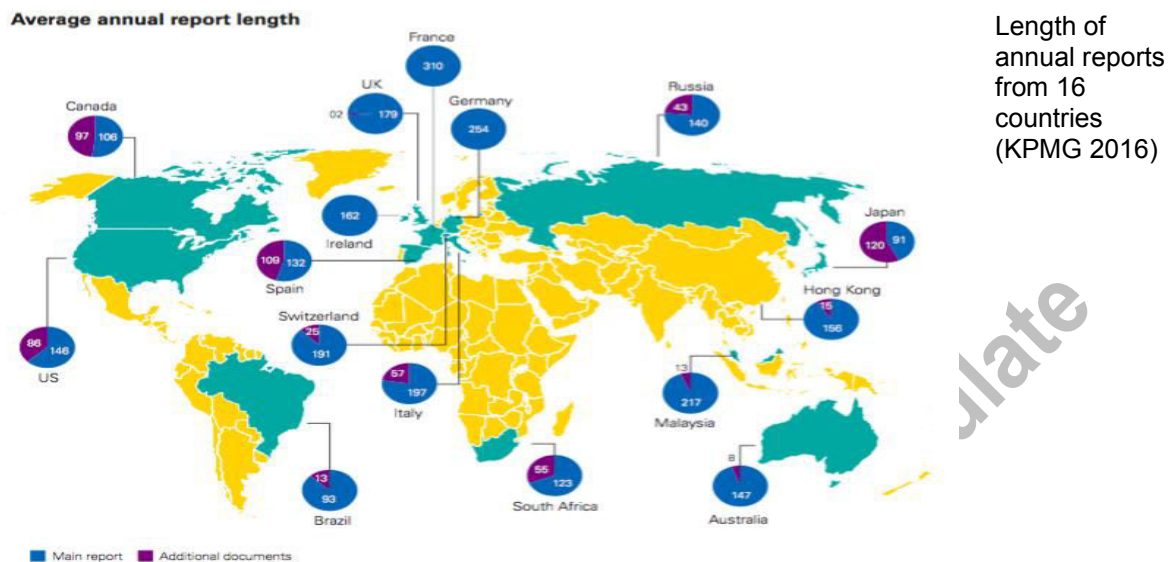 Average annual report length
Length of
annual reports
from 16
countries
(KPMG 2016)
France
310
UK
02 179
Germany
254
Russia
43
140
Canada
97 106
162
Ireland
Japan
120 91
109 132
Spain
Hong Kong
15
156
Switzerland
25
191
86 146
US
57
197
Italy
13
217
Malaysia
13
93
Brazil
55
123
South Africa
8
147
Australia
Main report Additional documents